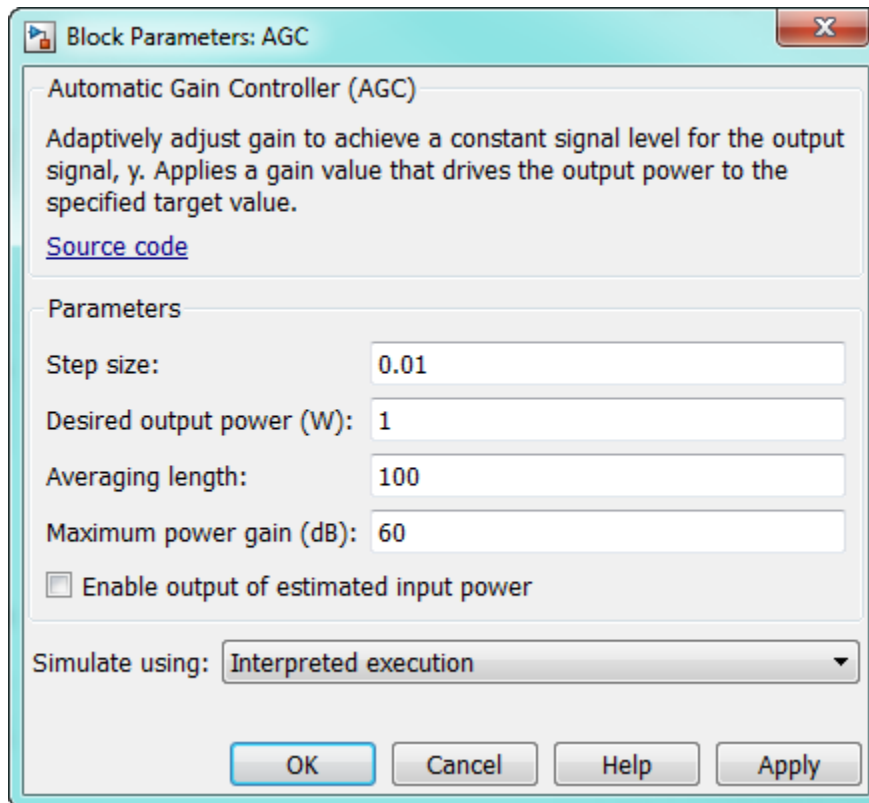 Block Parameters: AGC
Automatic Gain Controller (AGC)
Adaptively adjust gain to achieve a constant signal level for the output
signal, y. Applies a gain value that drives the output power to the
specified target value.
Source code
Parameters
Step size: 0.01
Desired output power (W): 1
Averaging length: 100
Maximum power gain (dB): 60
Enable output of estimated input power
Simulate using: Interpreted execution
OK Cancel Help Apply